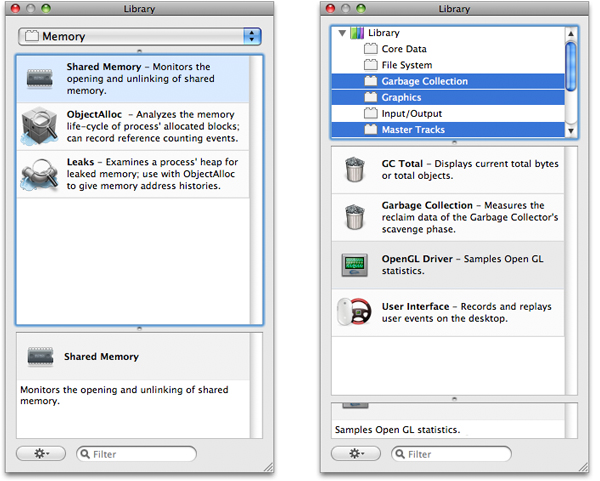 Library
Memory
Shared Memory – Monitors the
opening and unlinking of shared
memory.
ObjectAlloc – Analyzes the memory
life-cycle of process' allocated blocks;
can record reference counting events.
Leaks – Examines a process' heap for
leaked memory; use with ObjectAlloc
to give memory address histories.
Shared Memory
Monitors the opening and unlinking of shared
memory.
Filter
Library
Library
Core Data
File System
Garbage Collection
Graphics
Input/Output
Master Tracks
GC Total – Displays current total bytes
or total objects.
Garbage Collection – Measures the
reclaim data of the Garbage Collector's
scavenge phase.
OpenGL Driver – Samples Open GL
statistics.
User Interface – Records and replays
user events on the desktop.
Samples Open GL statistics.
Filter